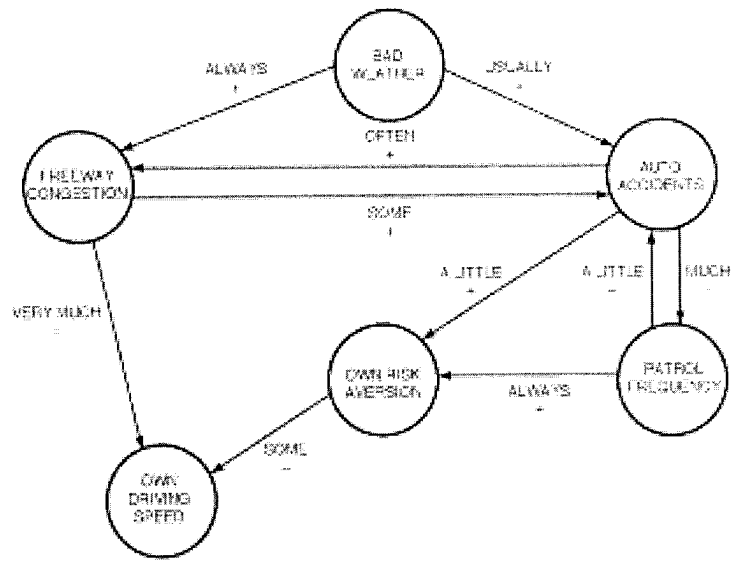 BAD
WEATHER
ALWAYS
+
USUALLY
+
OFTEN
+
FREEWAY
CONGESTION
AUTO
ACCIDENTS
SOME
+
A LITTLE
+
A LITTLE
−
MUCH
VERY MUCH
−
OWN RISK
AVERSION
PATROL
FREQUENCY
ALWAYS
+
SOME
−
OWN
DRIVING
SPEED